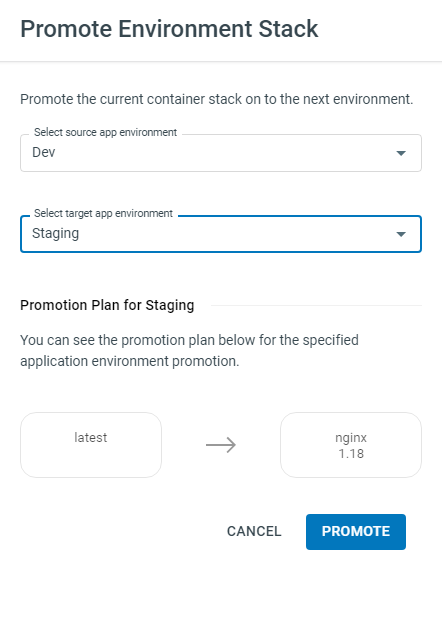 Promote Environment Stack
Promote the current container stack on to the next environment.
Select source app environment
Dev
Select target app environment
Staging
Promotion Plan for Staging
You can see the promotion plan below for the specified
application environment promotion.
latest
nginx
1.18
CANCEL
PROMOTE